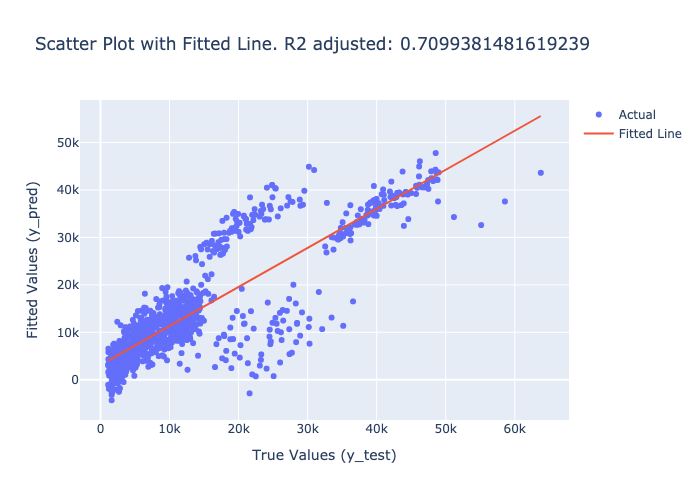 Scatter Plot with Fitted Line. R2 adjusted: 0.7099381481619239
Actual
Fitted Line
50k
40k
30k
20k
10k
0
Fitted Values (y_pred)
0
10k
20k
30k
40k
50k
60k
True Values (y_test)